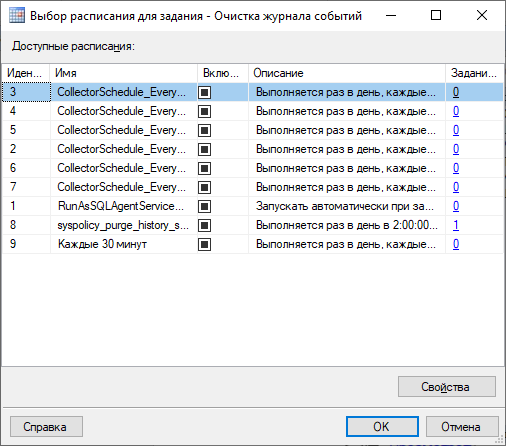 Выбор расписания для задания - Очистка журнала событий
Доступные расписания:
Иден... Имя Вклю... Описание Задани...
3 CollectorSchedule_Every... Выполняется раз в день, каждые... 0
4 CollectorSchedule_Every... Выполняется раз в день, каждые... 0
5 CollectorSchedule_Every... Выполняется раз в день, каждые... 0
2 CollectorSchedule_Every... Выполняется раз в день, каждые... 0
6 CollectorSchedule_Every... Выполняется раз в день, каждые... 0
7 CollectorSchedule_Every... Выполняется раз в день, каждые... 0
1 RunAsSQLAgentService... Запускать автоматически при за... 0
8 syspolicy_purge_history_s... Выполняется раз в день в 2:00:00... 1
9 Каждые 30 минут Выполняется раз в день, каждые... 0
Свойства
Справка OK Отмена